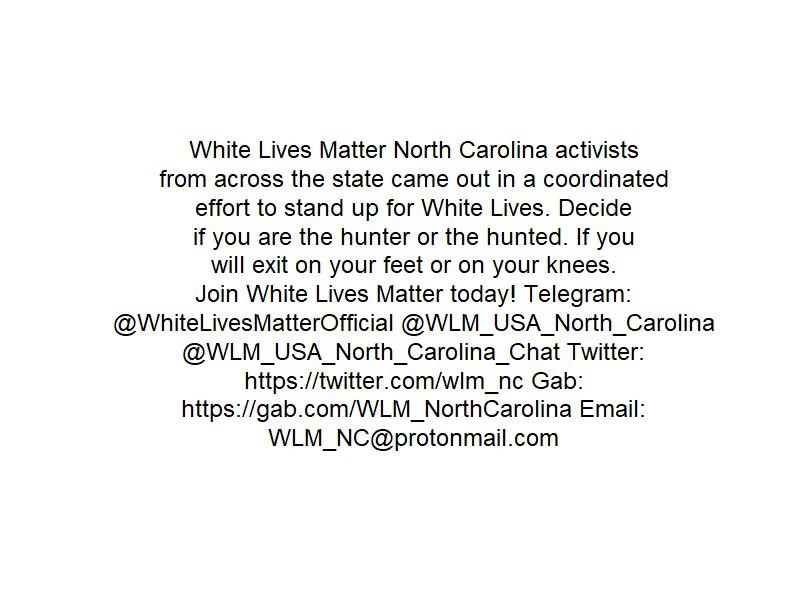 White Lives Matter North Carolina activists
from across the state came out in a coordinated
effort to stand up for White Lives. Decide
if you are the hunter or the hunted. If you
will exit on your feet or on your knees.
Join White Lives Matter today! Telegram:
@WhiteLivesMatterOfficial @WLM_USA_North_Carolina
@WLM_USA_North_Carolina_Chat Twitter:
https://twitter.com/wlm_nc Gab:
https://gab.com/WLM_NorthCarolina Email:
WLM_NC@protonmail.com